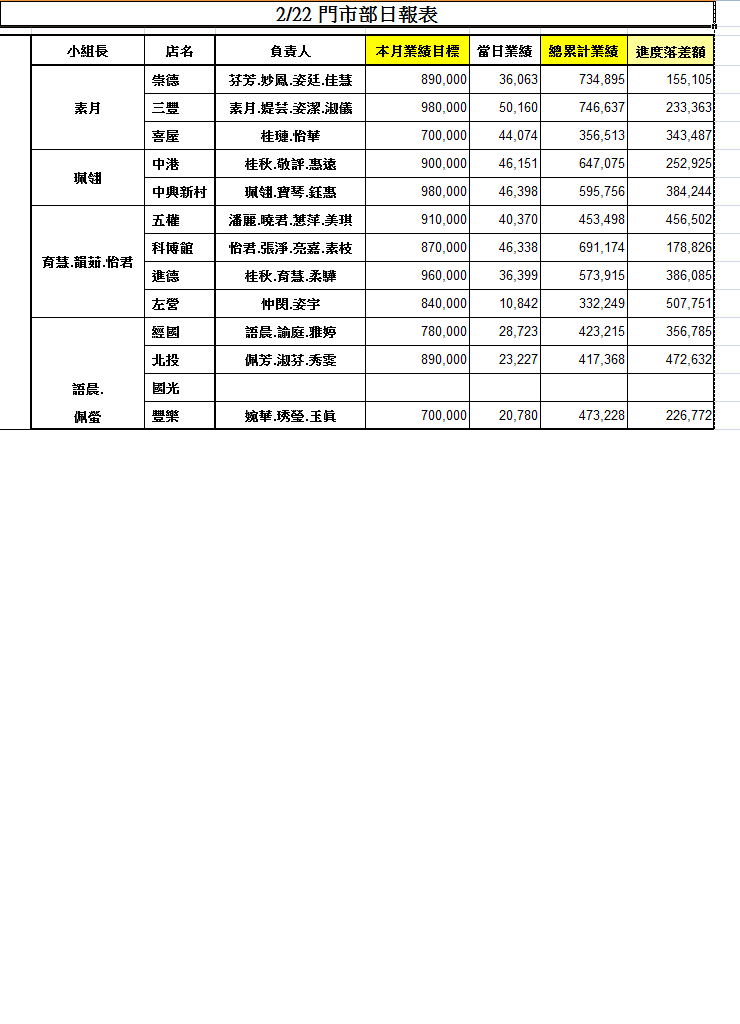 2/22 門市部日報表
小組長 店名 負責人 本月業績目標 當日業績 總累計業績 進度落差額
崇德 芬芳.妙鳳.姿廷.佳慧 890,000 36,063 734,895 155,105
素月 三豐 素月.緹芸.姿潔.淑儀 980,000 50,160 746,637 233,363
喜屋 桂璉.怡華 700,000 44,074 356,513 343,487
珮翎 中港 桂秋.敬評.惠遠 900,000 46,151 647,075 252,925
中興新村 珮翎.寶琴.鈺惠 980,000 46,398 595,756 384,244
五權 潘麗.曉君.蕙萍.美琪 910,000 40,370 453,498 456,502
育慧.韻茹.怡君 科博館 怡君.張淨.亮嘉.素枝 870,000 46,338 691,174 178,826
進德 桂秋.育慧.柔驊 960,000 36,399 573,915 386,085
左營 仲閔.姿宇 840,000 10,842 332,249 507,751
經國 語晨.諭庭.雅婷 780,000 28,723 423,215 356,785
北投 佩芳.淑芬.秀雯 890,000 23,227 417,368 472,632
語晨. 國光
佩螢 豐樂 婉華.琇瑩.玉真 700,000 20,780 473,228 226,772